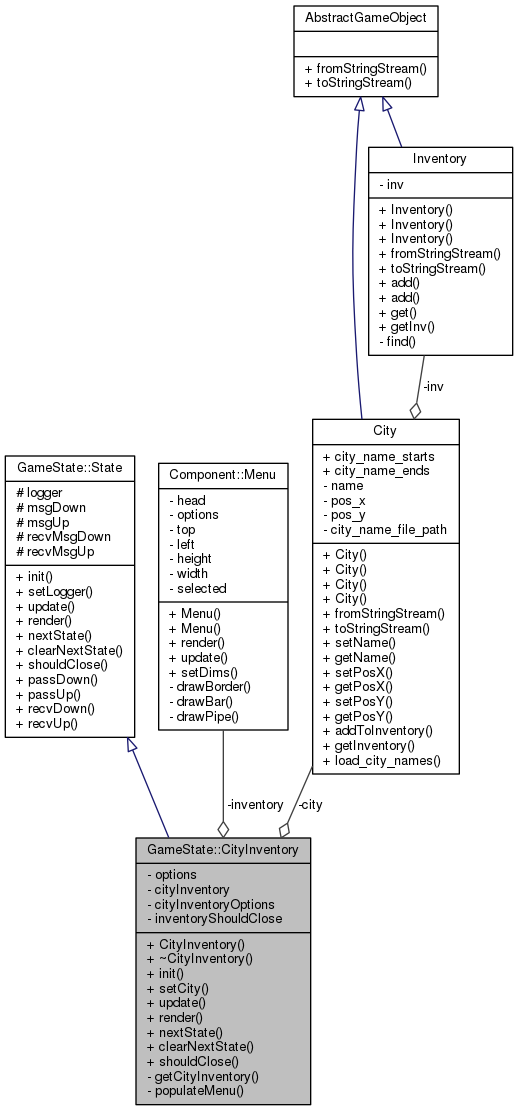 AbstractGameObject
+ fromStringStream()
+ toStringStream()
Inventory
- inv
+ Inventory()
+ Inventory()
+ Inventory()
+ fromStringStream()
+ toStringStream()
+ add()
+ add()
+ get()
+ getInv()
- find()
-inv
City
+ city_name_starts
+ city_name_ends
- name
- pos_x
- pos_y
- city_name_file_path
+ City()
+ City()
+ City()
+ City()
+ fromStringStream()
+ toStringStream()
+ setName()
+ getName()
+ setPosX()
+ getPosX()
+ setPosY()
+ getPosY()
+ addToInventory()
+ getInventory()
+ load_city_names()
GameState::State
# logger
# msgDown
# msgUp
# recvMsgDown
# recvMsgUp
+ init()
+ setLogger()
+ update()
+ render()
+ nextState()
+ clearNextState()
+ shouldClose()
+ passDown()
+ passUp()
+ recvDown()
+ recvUp()
Component::Menu
- head
- options
- top
- left
- height
- width
- selected
+ Menu()
+ Menu()
+ render()
+ update()
+ setDims()
- drawBorder()
- drawBar()
- drawPipe()
-inventory
-city
GameState::CityInventory
- options
- cityInventory
- cityInventoryOptions
- inventoryShouldClose
+ CityInventory()
+ ~CityInventory()
+ init()
+ setCity()
+ update()
+ render()
+ nextState()
+ clearNextState()
+ shouldClose()
- getCityInventory()
- populateMenu()